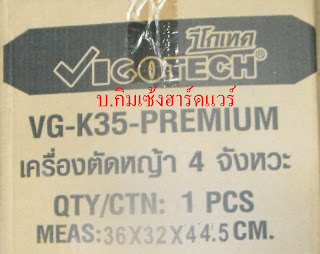 วีโกเทค
VIGOTECH®
บ.กิมเซ้งฮาร์ดแวร์
VG-K35-PREMIUM
เครื่องตัดหญ้า 4 จังหวะ
QTY/CTN: 1 PCS
MEAS:36X32X44.5CM.